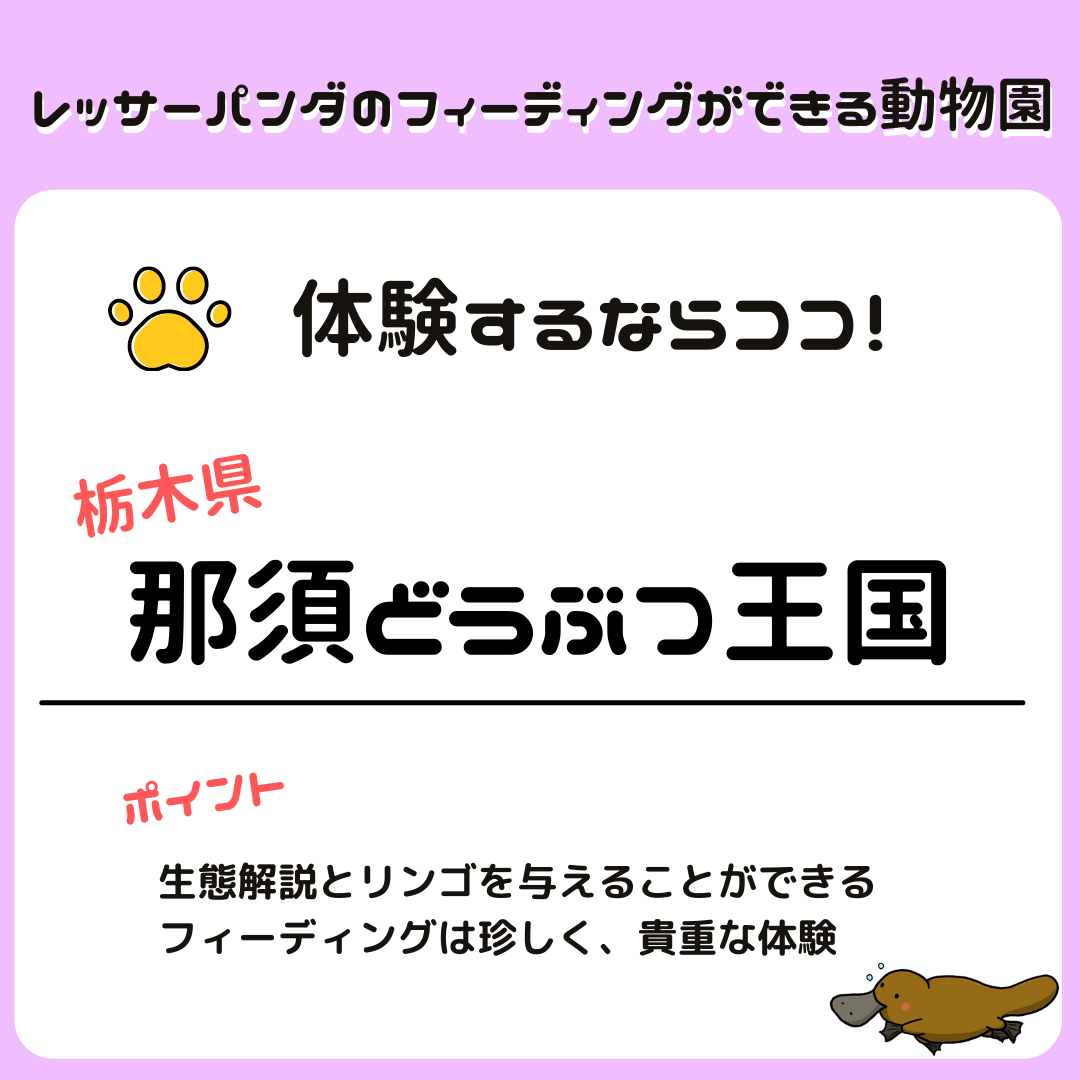 レッサーパンダのフィーディングができる動物園
体験するならココ!
栃木県
那須どうぶつ王国
ポイント
生態解説とリンゴを与えることができる
フィーディングは珍しく、貴重な体験